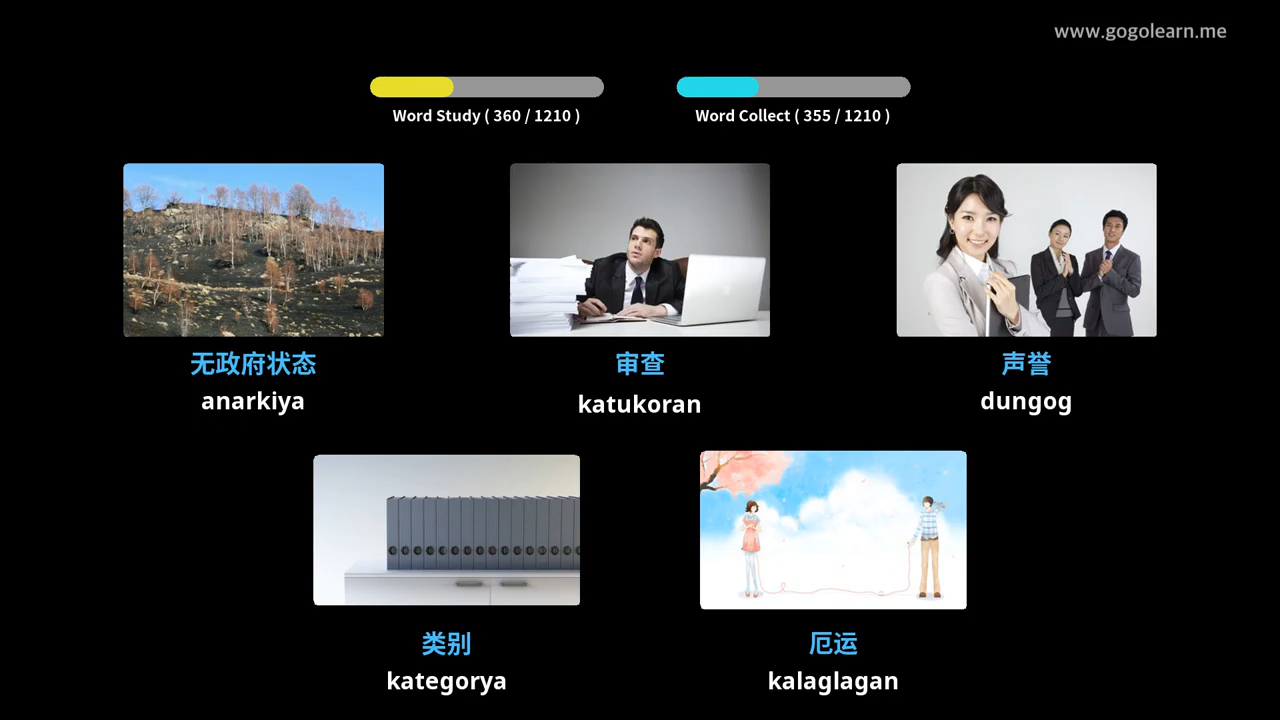 www.gogolearn.me
Word Study ( 360 / 1210 )
Word Collect ( 355 / 1210 )
无政府状态
anarkiya
审查
katukoran
声誉
dungog
类别
kategorya
厄运
kalaglagan